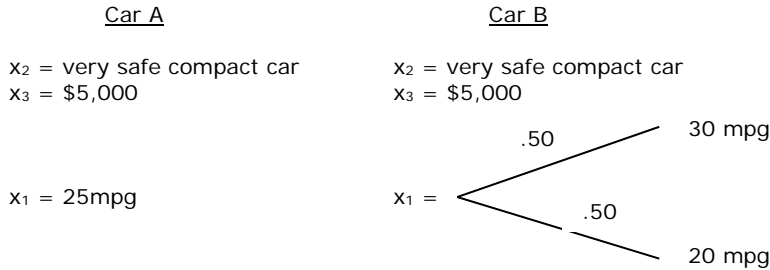 Car A Car B
x₂ = very safe compact car x₂ = very safe compact car
x₃ = $5,000 x₃ = $5,000
30 mpg
.50
x₁ = 25mpg x₁ =
.50
20 mpg